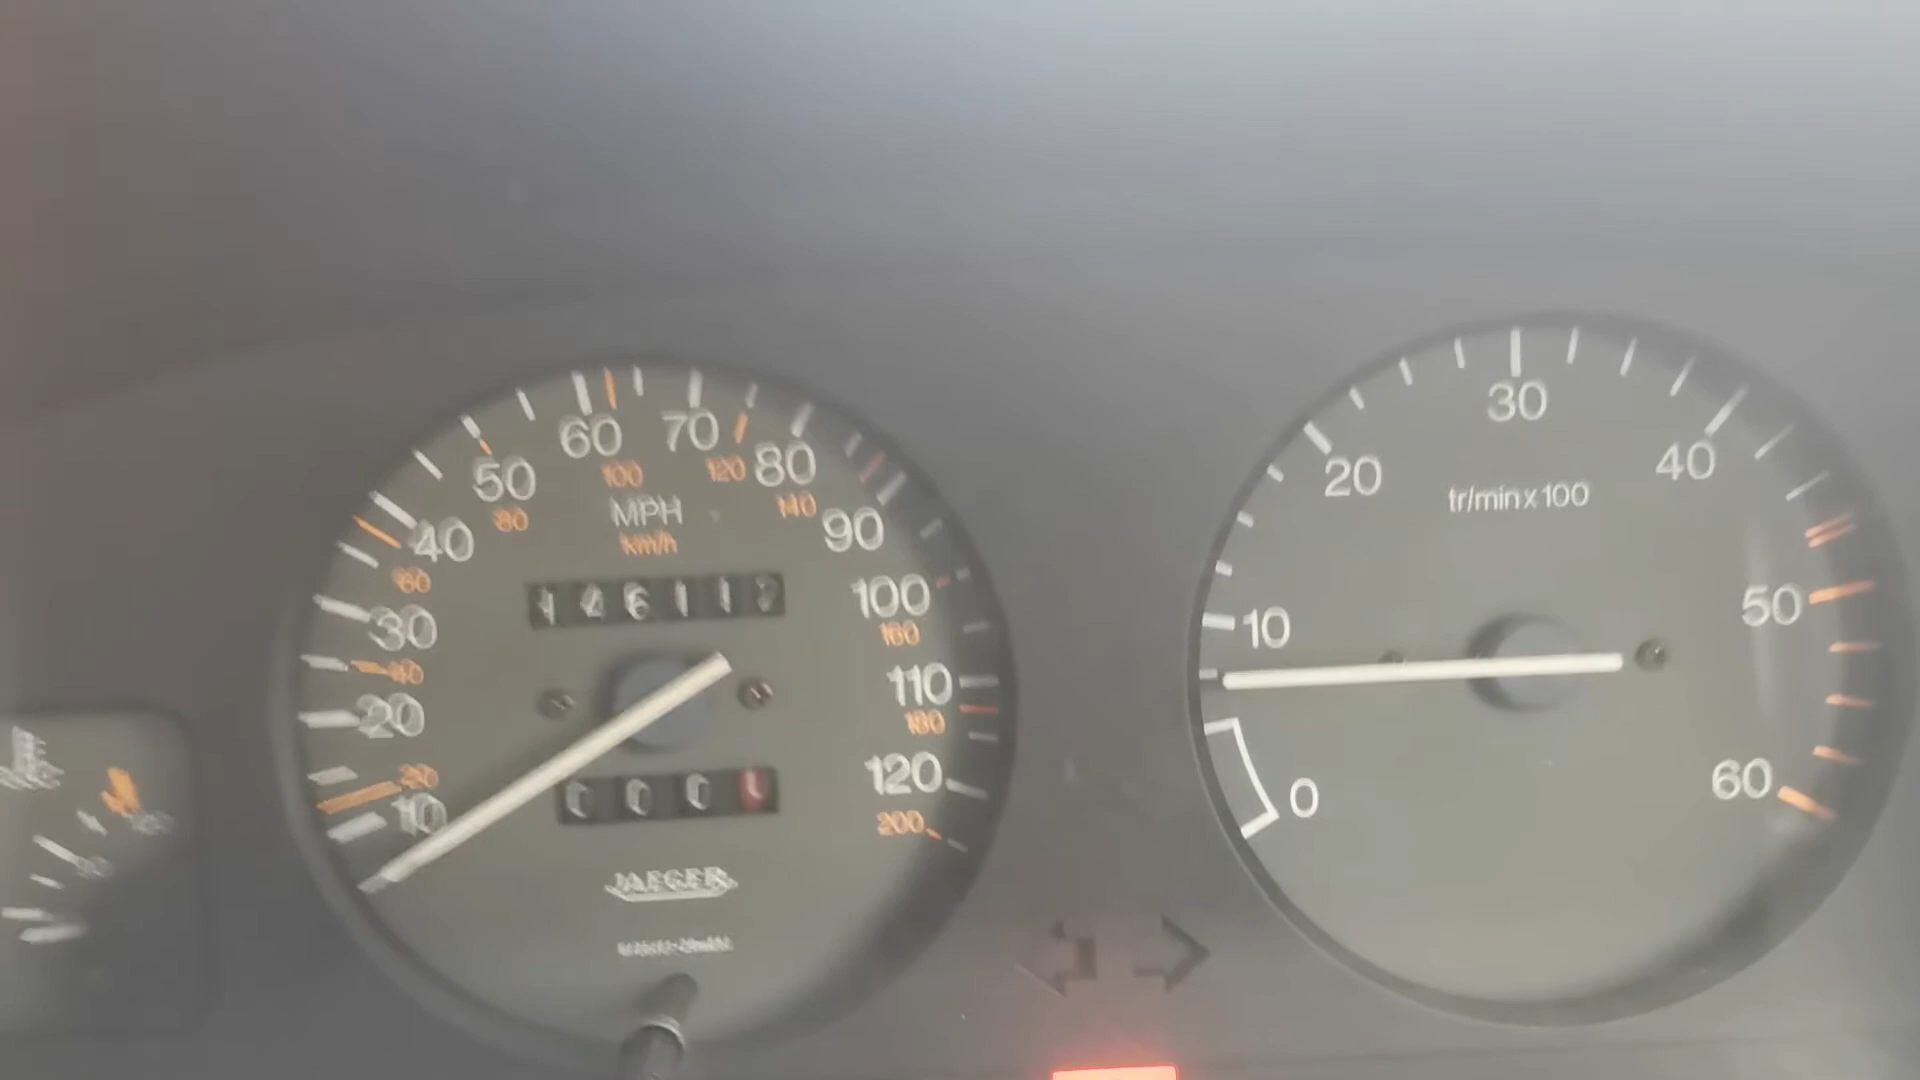 60 70
50 100 120 80
80 MPH 140
40 km/h 90
60
30 146117 100
160
40
20 110
180
20 120
10 200
JAEGER
30
20 40
tr/min x 100
10 50
0 60